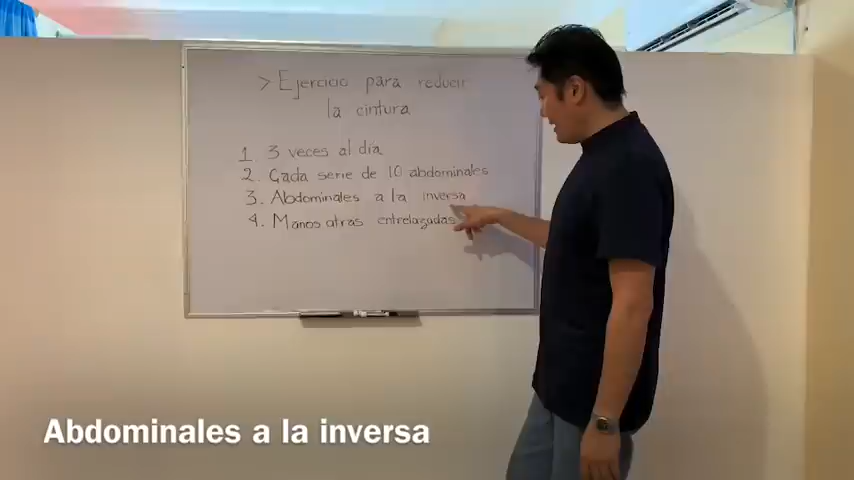 > Ejercicio para reducir
la cintura
1. 3 veces al día
2. Cada serie de 10 abdominales
3. Abdominales a la inversa
4. Manos atras entrelazadas
Abdominales a la inversa